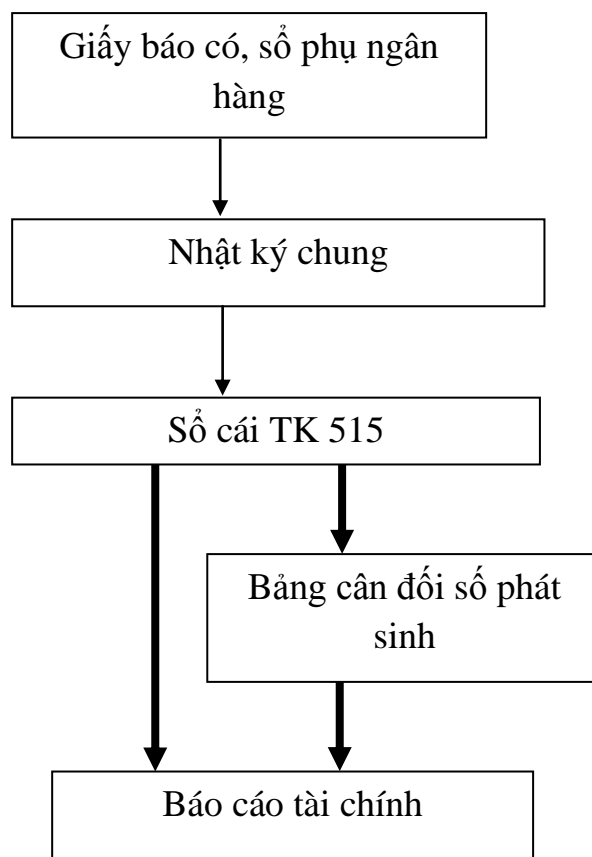 Giấy báo có, sổ phụ ngân
hàng
Nhật ký chung
Sổ cái TK 515
Bảng cân đối số phát
sinh
Báo cáo tài chính